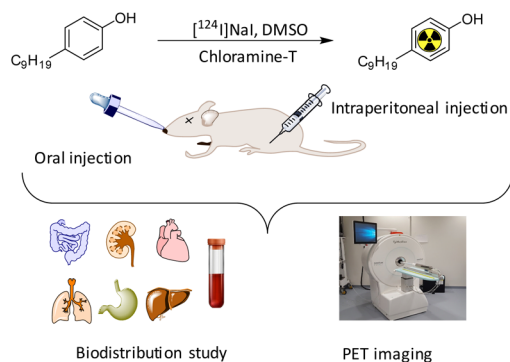 OH
[¹²⁴I]NaI, DMSO
OH
C₉H₁₉
Chloramine-T
C₉H₁₉
Oral injection
Intraperitoneal injection
Biodistribution study
PET imaging